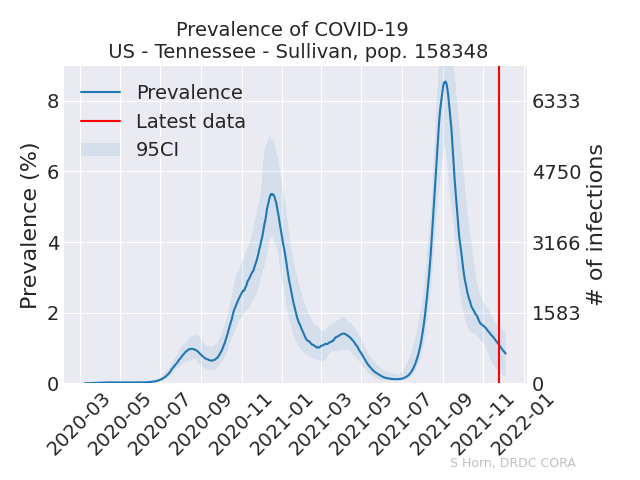 Prevalence of COVID-19
US - Tennessee - Sullivan, pop. 158348
Prevalence
Latest data
95CI
Prevalence (%)
8
6
4
2
0
6333
4750
3166
1583
0
# of infections
2020-03
2020-05
2020-07
2020-09
2020-11
2021-01
2021-03
2021-05
2021-07
2021-09
2021-11
2022-01
S Horn, DRDC CORA